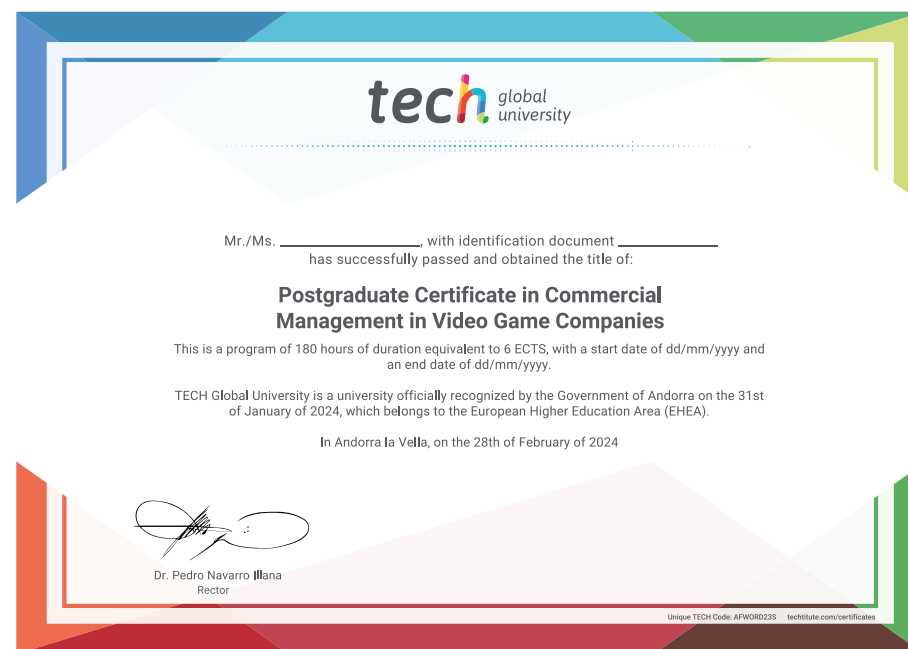 tech global
university
Mr./Ms. ____________, with identification document ____________
has successfully passed and obtained the title of:
Postgraduate Certificate in Commercial
Management in Video Game Companies
This is a program of 180 hours of duration equivalent to 6 ECTS, with a start date of dd/mm/yyyy and
an end date of dd/mm/yyyy.
TECH Global University is a university officially recognized by the Government of Andorra on the 31st
of January of 2024, which belongs to the European Higher Education Area (EHEA).
In Andorra la Vella, on the 28th of February of 2024
Dr. Pedro Navarro Illana
Rector
Unique TECH Code: AFWORD23S techtitute.com/certificates